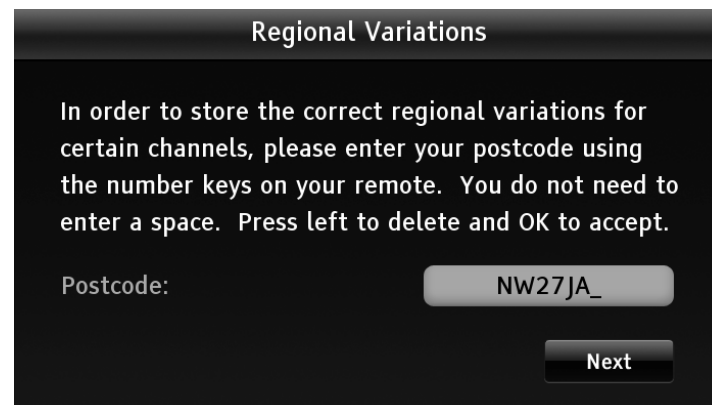 Regional Variations
In order to store the correct regional variations for
certain channels, please enter your postcode using
the number keys on your remote.  You do not need to
enter a space.  Press left to delete and OK to accept.
Postcode:
NW27JA_
Next